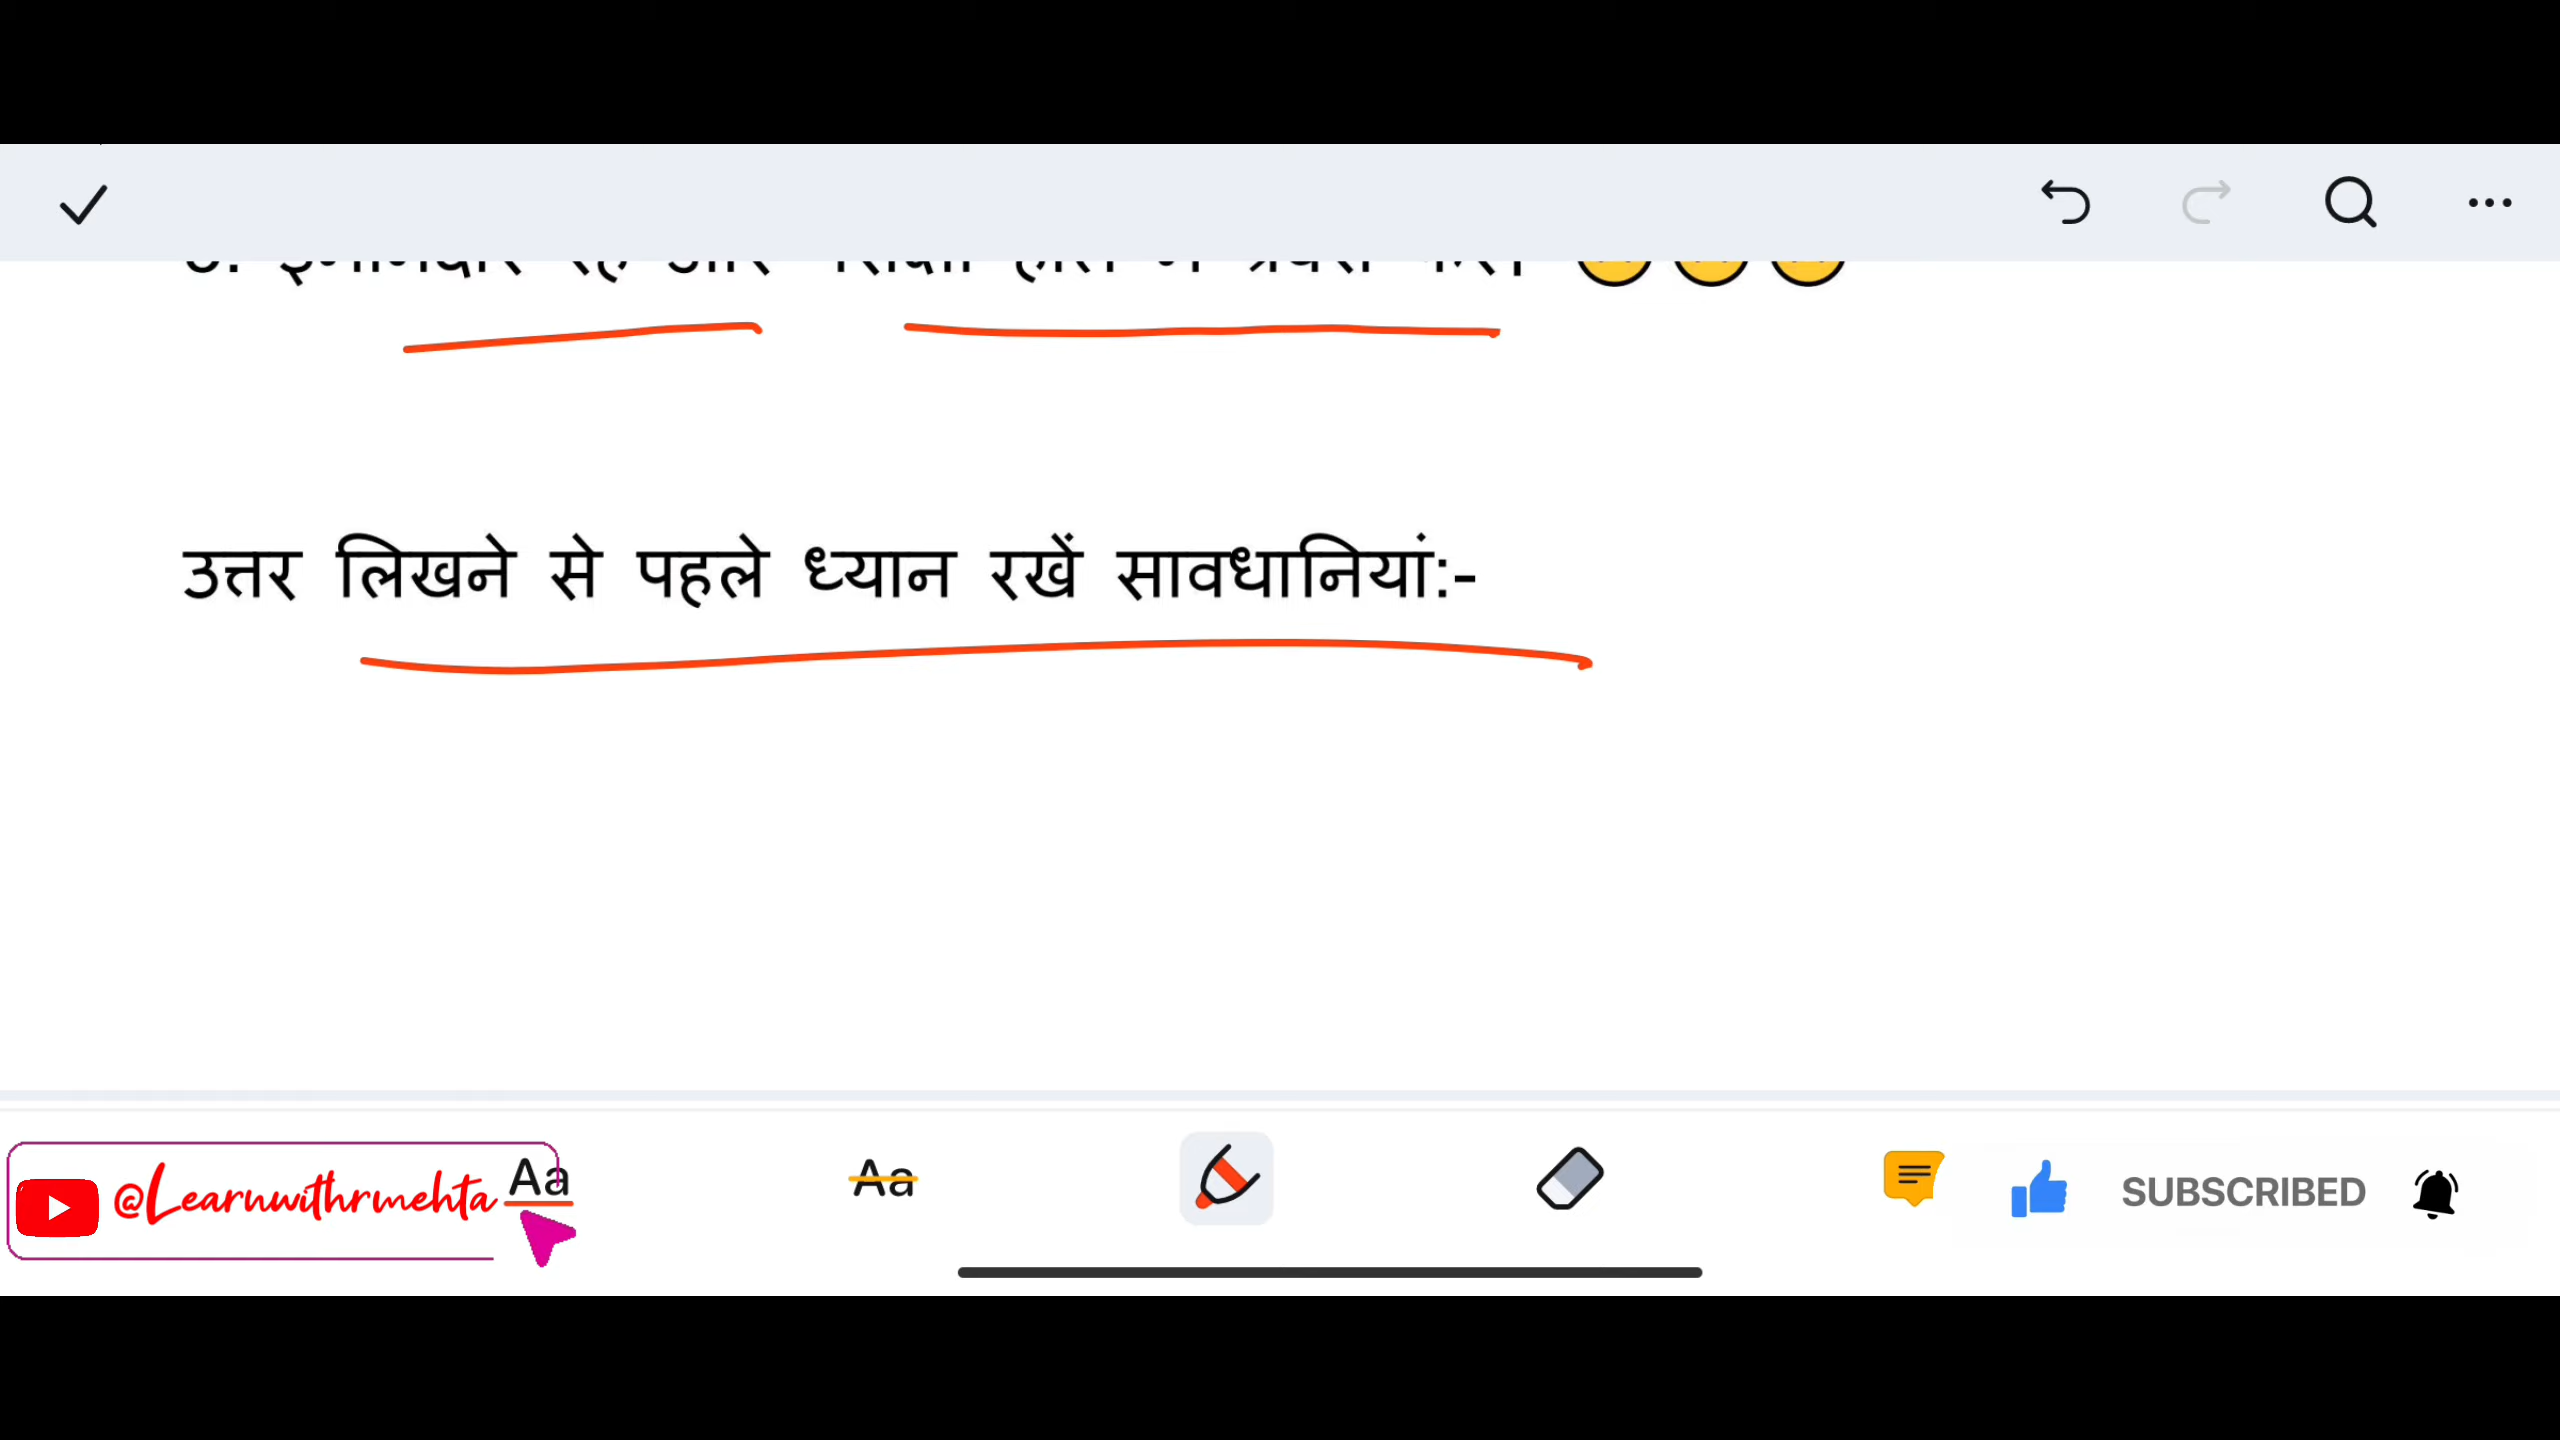 उत्तर लिखने से पहले ध्यान रखें सावधानियां:-
@Learnwithrmehta
Aa
Aa
SUBSCRIBED